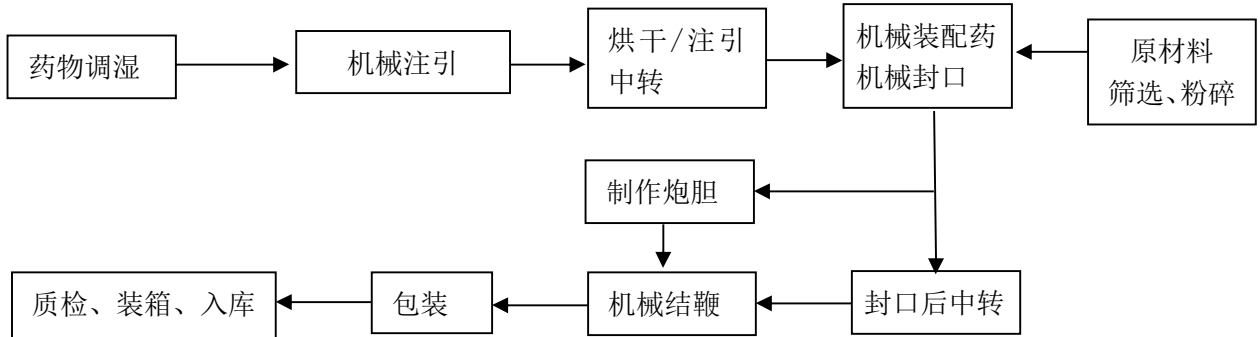 药物调湿
机械注引
烘干/注引
中转
机械装配药
机械封口
原材料
筛选、粉碎
制作炮胆
质检、装箱、入库
包装
机械结鞭
封口后中转